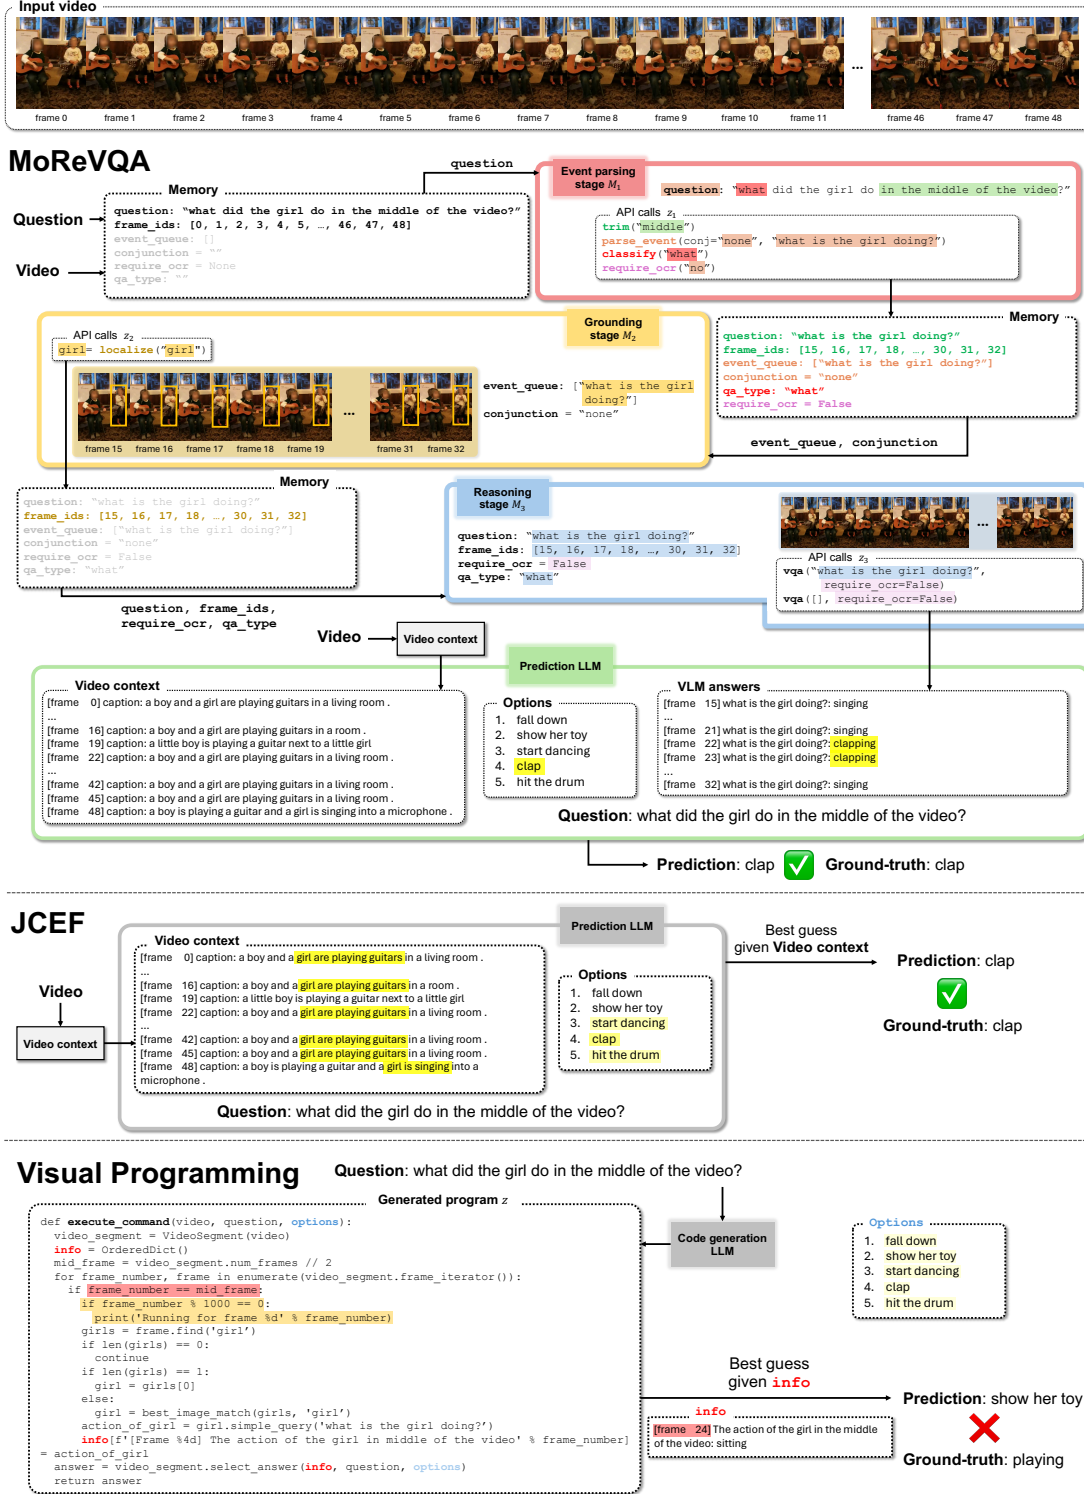 Input video
...
frame 0 frame 1 frame 2 frame 3 frame 4 frame 5 frame 6 frame 7 frame 8 frame 9 frame 10 frame 11 frame 46 frame 47 frame 48
MoReVQA
question
Event parsing
stage M1
question: “what did the girl do in the middle of the video?”
API calls z1
trim(“middle”)
parse_event(conj=“none”, “what is the girl doing?”)
classify(“what”)
require_ocr(“no”)
Question
Video
Memory
question: “what did the girl do in the middle of the video?”
frame_ids: [0, 1, 2, 3, 4, 5, …, 46, 47, 48]
event_queue: []
conjunction = “”
require_ocr = None
qa_type: “”
Grounding
stage M2
API calls z2
girl= localize("girl")
...
frame 15 frame 16 frame 17 frame 18 frame 19 frame 31 frame 32
event_queue: [“what is the girl
doing?”]
conjunction = “none”
Memory
question: “what is the girl doing?”
frame_ids: [15, 16, 17, 18, …, 30, 31, 32]
event_queue: [“what is the girl doing?”]
conjunction = “none”
qa_type: “what”
require_ocr = False
event_queue, conjunction
Memory
question: “what is the girl doing?”
frame_ids: [15, 16, 17, 18, …, 30, 31, 32]
event_queue: [“what is the girl doing?”]
conjunction = “none”
require_ocr = False
qa_type: “what”
question, frame_ids,
require_ocr, qa_type
Reasoning
stage M3
question: “what is the girl doing?”
frame_ids: [15, 16, 17, 18, …, 30, 31, 32]
require_ocr = False
qa_type: “what”
...
API calls z3
vqa(“what is the girl doing?”,
require_ocr=False)
vqa([], require_ocr=False)
Video
Video context
Prediction LLM
Video context
[frame 0] caption: a boy and a girl are playing guitars in a living room .
...
[frame 16] caption: a boy and a girl are playing guitars in a room .
[frame 19] caption: a little boy is playing a guitar next to a little girl
[frame 22] caption: a boy and a girl are playing guitars in a living room .
...
[frame 42] caption: a boy and a girl are playing guitars in a living room .
[frame 45] caption: a boy and a girl are playing guitars in a living room .
[frame 48] caption: a boy is playing a guitar and a girl is singing into a microphone .
Options
1. fall down
2. show her toy
3. start dancing
4. clap
5. hit the drum
VLM answers
[frame 15] what is the girl doing?: singing
...
[frame 21] what is the girl doing?: singing
[frame 22] what is the girl doing?: clapping
[frame 23] what is the girl doing?: clapping
...
[frame 32] what is the girl doing?: singing
Question: what did the girl do in the middle of the video?
Prediction: clap Ground-truth: clap
JCEF
Video
Video context
Prediction LLM
Video context
[frame 0] caption: a boy and a girl are playing guitars in a living room .
...
[frame 16] caption: a boy and a girl are playing guitars in a room .
[frame 19] caption: a little boy is playing a guitar next to a little girl
[frame 22] caption: a boy and a girl are playing guitars in a living room .
...
[frame 42] caption: a boy and a girl are playing guitars in a living room .
[frame 45] caption: a boy and a girl are playing guitars in a living room .
[frame 48] caption: a boy is playing a guitar and a girl is singing into a
microphone .
Options
1. fall down
2. show her toy
3. start dancing
4. clap
5. hit the drum
Question: what did the girl do in the middle of the video?
Best guess
given Video context
Prediction: clap
Ground-truth: clap
Visual Programming
Question: what did the girl do in the middle of the video?
Code generation
LLM
Generated program z
def execute_command(video, question, options):
video_segment = VideoSegment(video)
info = OrderedDict()
mid_frame = video_segment.num_frames // 2
for frame_number, frame in enumerate(video_segment.frame_iterator()):
if frame_number == mid_frame:
if frame_number % 1000 == 0:
print('Running for frame %d' % frame_number)
girls = frame.find('girl')
if len(girls) == 0:
continue
if len(girls) == 1:
girl = girls[0]
else:
girl = best_image_match(girls, 'girl')
action_of_girl = girl.simple_query('what is the girl doing?')
info[f'[Frame %4d] The action of the girl in middle of the video' % frame_number]
= action_of_girl
answer = video_segment.select_answer(info, question, options)
return answer
Options
1. fall down
2. show her toy
3. start dancing
4. clap
5. hit the drum
Best guess
given info
info
[frame 24] The action of the girl in the middle
of the video: sitting
Prediction: show her toy
Ground-truth: playing